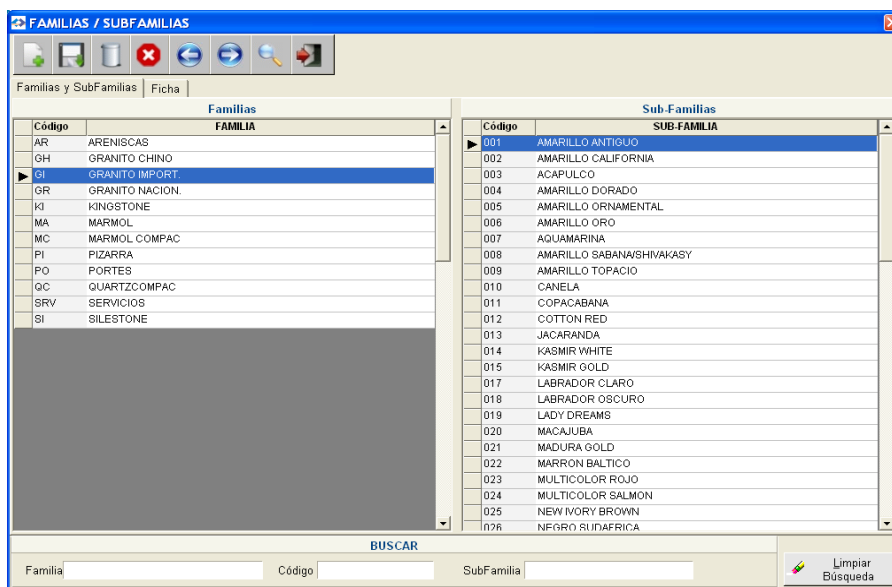 FAMILIAS / SUBFAMILIAS
Familias y SubFamilias Ficha
Familias
Código FAMILIA
AR ARENISCAS
GH GRANITO CHINO
GI GRANITO IMPORT.
GR GRANITO NACION.
KI KINGSTONE
MA MARMOL
MC MARMOL COMPAC
PI PIZARRA
PO PORTES
QC QUARTZCOMPAC
SRV SERVICIOS
SI SILESTONE
Sub-Familias
Código SUB-FAMILIA
001 AMARILLO ANTIGUO
002 AMARILLO CALIFORNIA
003 ACAPULCO
004 AMARILLO DORADO
005 AMARILLO ORNAMENTAL
006 AMARILLO ORO
007 AQUAMARINA
008 AMARILLO SABANA/SHIVAKASY
009 AMARILLO TOPACIO
010 CANELA
011 COPACABANA
012 COTTON RED
013 JACARANDA
014 KASMIR WHITE
015 KASMIR GOLD
017 LABRADOR CLARO
018 LABRADOR OSCURO
019 LADY DREAMS
020 MACAJUBA
021 MADURA GOLD
022 MARRON BALTICO
023 MULTICOLOR ROJO
024 MULTICOLOR SALMON
025 NEW IVORY BROWN
026 NEGRO SUDAFRICA
BUSCAR
Familia Código SubFamilia
Limpiar
Búsqueda